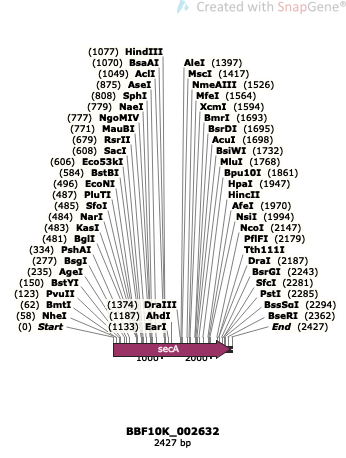 Created with SnapGene®
(1077) HindIII
(1070) BsaAI
(1049) AclI
(875) AseI
(808) SphI
(779) NaeI
(777) NgoMIV
(771) MauBI
(679) RsrII
(608) SacI
(606) Eco53kI
(584) BstBI
(496) EcoNI
(487) PluTI
(485) SfoI
(484) NarI
(483) KasI
(481) BglI
(334) PshAI
(277) BsgI
(235) AgeI
(150) BstYI
(123) PvuII
(62) BmtI
(58) NheI
(0) Start
(1374) DraIII
(1187) AhdI
(1133) EarI
AleI (1397)
MscI (1417)
NmeAIII (1526)
MfeI (1564)
XcmI (1594)
BmrI (1693)
BsrDI (1695)
AcuI (1698)
BsiWI (1732)
MluI (1768)
Bpu10I (1861)
HpaI (1947)
HincII
AfeI (1970)
NsiI (1994)
NcoI (2147)
PflFI (2179)
Tth111I
DraI (2187)
BsrGI (2243)
SfcI (2281)
PstI (2285)
BssSαI (2294)
BseRI (2362)
End (2427)
secA
1000
2000
BBF10K_002632
2427 bp